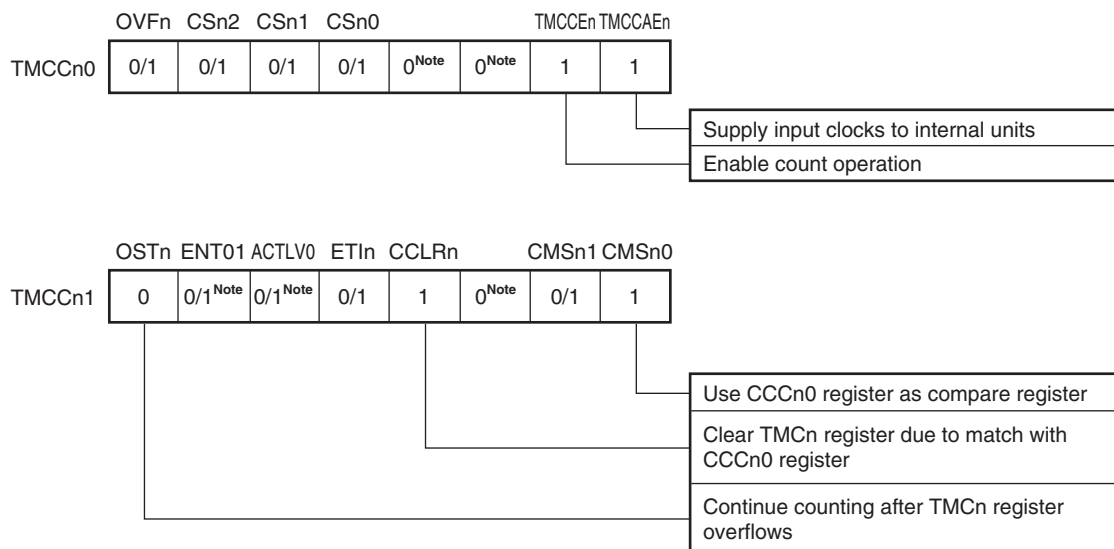 OVFn CSn2 CSn1 CSn0 TMCCEn TMCCAEn
TMCCn0 0/1 0/1 0/1 0/1 0Note 0Note 1 1
Supply input clocks to internal units
Enable count operation
OSTn ENT01 ACTLV0 ETIn CCLRn CMSn1 CMSn0
TMCCn1 0 0/1Note 0/1Note 0/1 1 0Note 0/1 1
Use CCCn0 register as compare register
Clear TMCn register due to match with
CCCn0 register
Continue counting after TMCn register
overflows